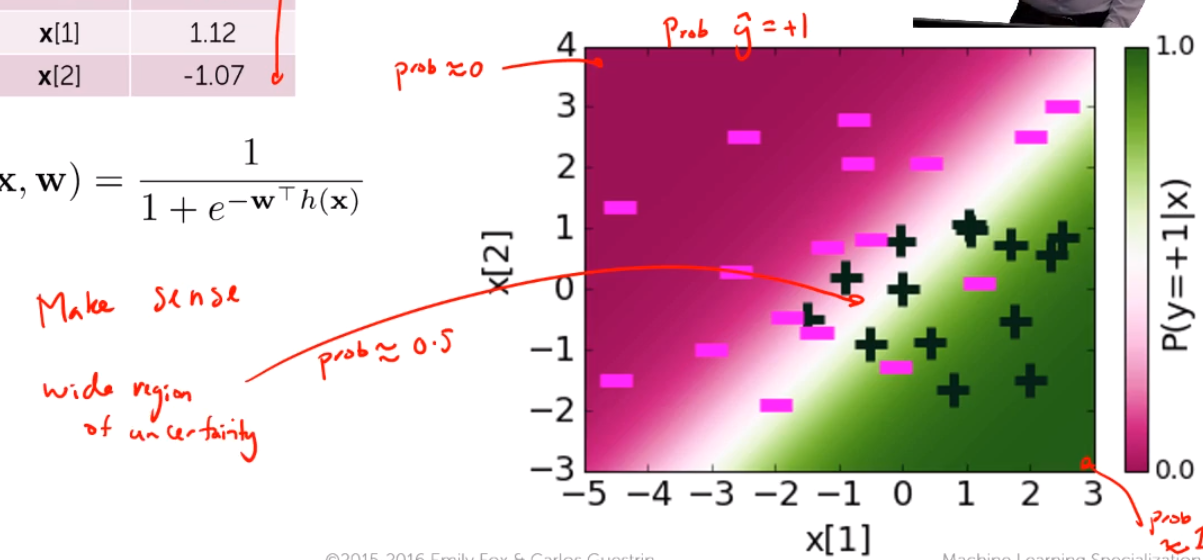 x[1] 1.12
x[2] -1.07
x, w) = 1 / (1 + e^{-w^⊤ h(x)})
Make sense
wide region
of uncertainity
prob ≈ 0
prob ≈ 0.5
Prob ŷ = +1
4
3
2
1
0
−1
−2
−3
x[2]
−5 −4 −3 −2 −1 0 1 2 3
x[1]
1.0
0.0
P(y=+1|x)
prob
©2015-2016 Emily Fox & Carlos Guestrin
Machine Learning Specialization